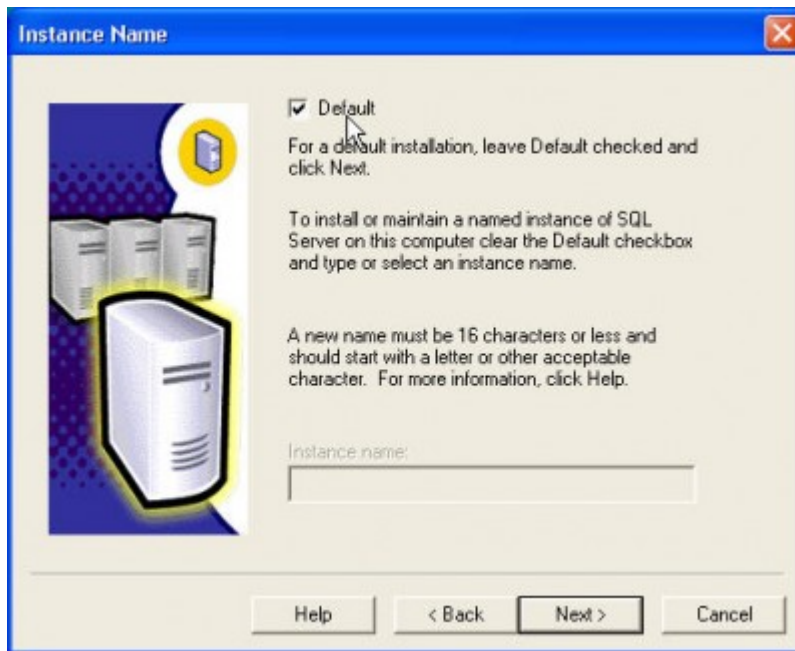 Instance Name
Default
For a default installation, leave Default checked and
click Next.
To install or maintain a named instance of SQL
Server on this computer clear the Default checkbox
and type or select an instance name.
A new name must be 16 characters or less and
should start with a letter or other acceptable
character. For more information, click Help.
Instance name:
Help
< Back
Next >
Cancel